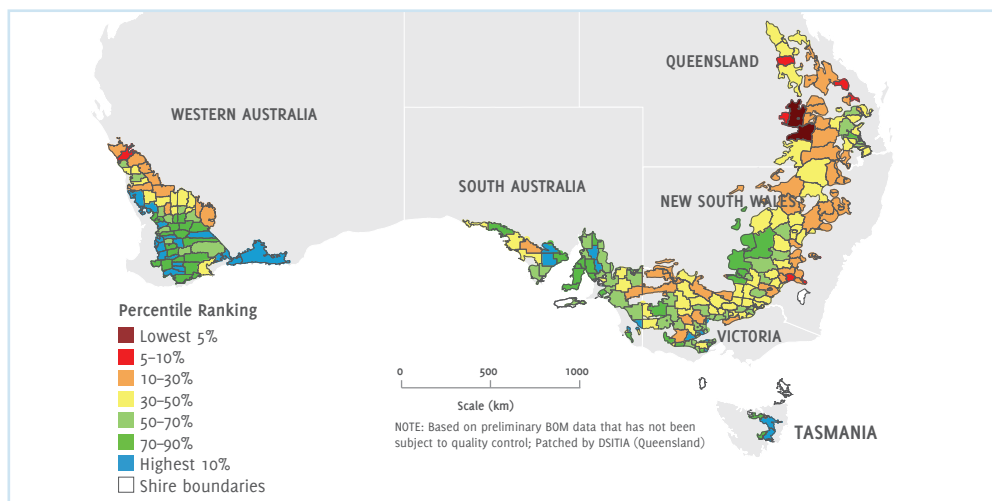 QUEENSLAND
WESTERN AUSTRALIA
SOUTH AUSTRALIA
NEW SOUTH WALES
Percentile Ranking
Lowest 5%
5–10%
10–30%
30–50%
50–70%
70–90%
Highest 10%
Shire boundaries
VICTORIA
0 500 1000
Scale (km)
NOTE: Based on preliminary BOM data that has not been
subject to quality control; Patched by DSITIA (Queensland)
TASMANIA